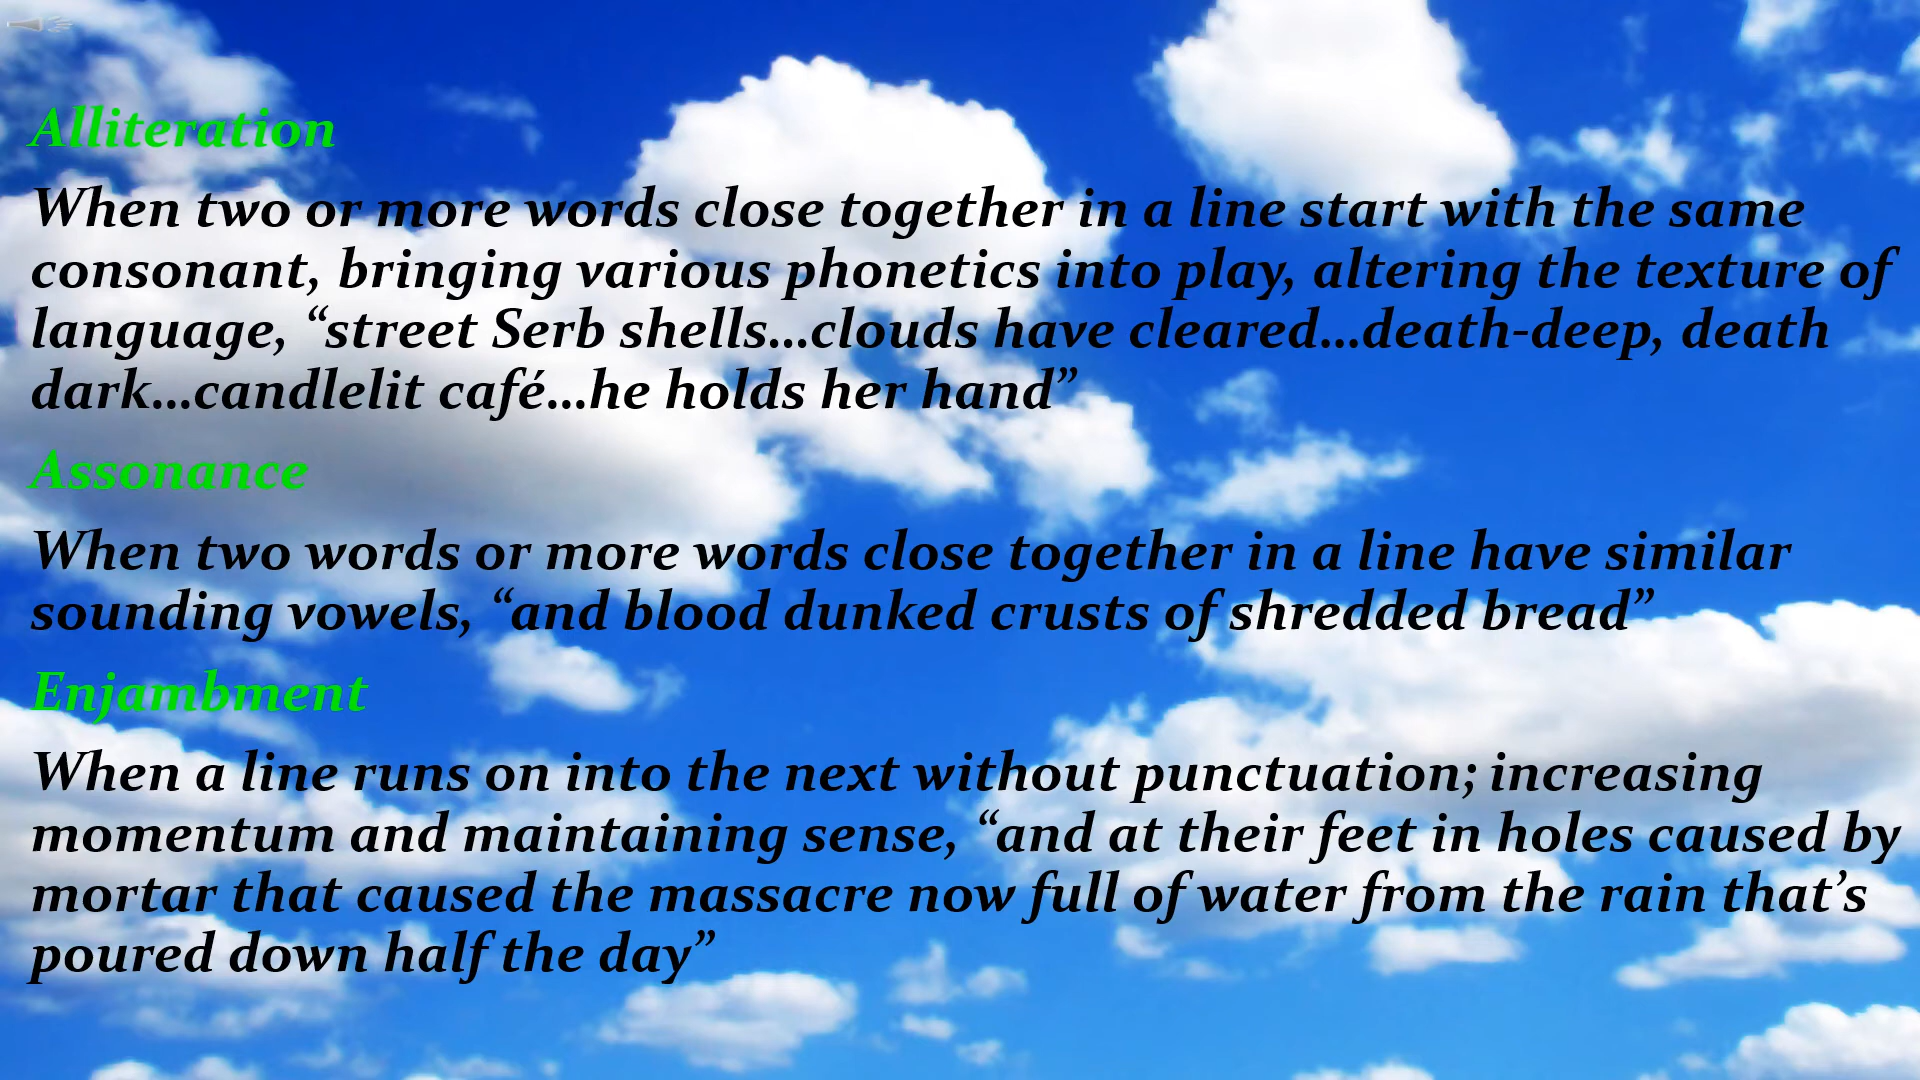 Alliteration
When two or more words close together in a line start with the same
consonant, bringing various phonetics into play, altering the texture of
language, “street Serb shells…clouds have cleared…death-deep, death
dark…candlelit café…he holds her hand”
Assonance
When two words or more words close together in a line have similar
sounding vowels, “and blood dunked crusts of shredded bread”
Enjambment
When a line runs on into the next without punctuation; increasing
momentum and maintaining sense, “and at their feet in holes caused by
mortar that caused the massacre now full of water from the rain that’s
poured down half the day”